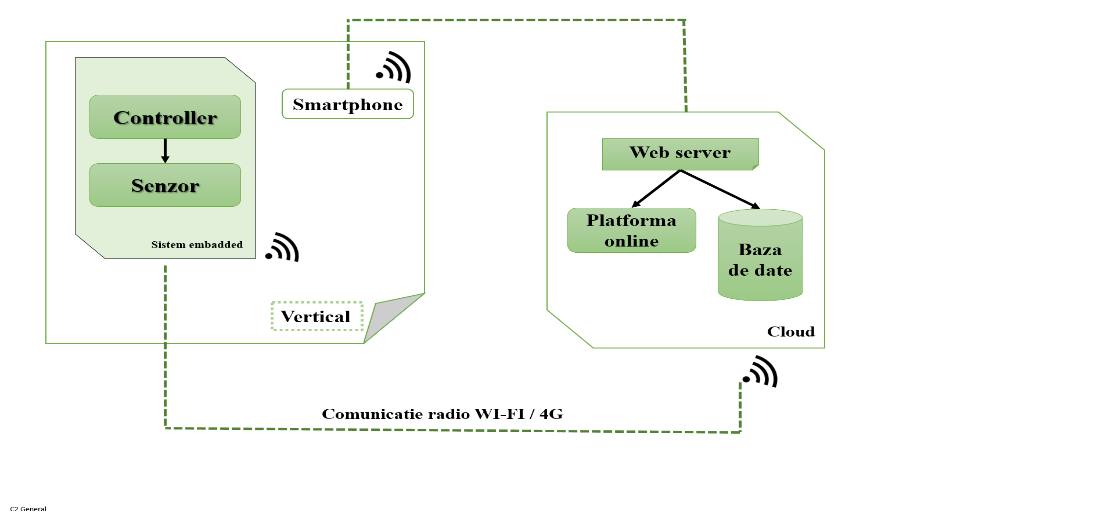 Controller
Senzor
Sistem embadded
Smartphone
Vertical
Web server
Platforma
online
Baza
de date
Cloud
Comunicatie radio WI-FI / 4G
C2 General